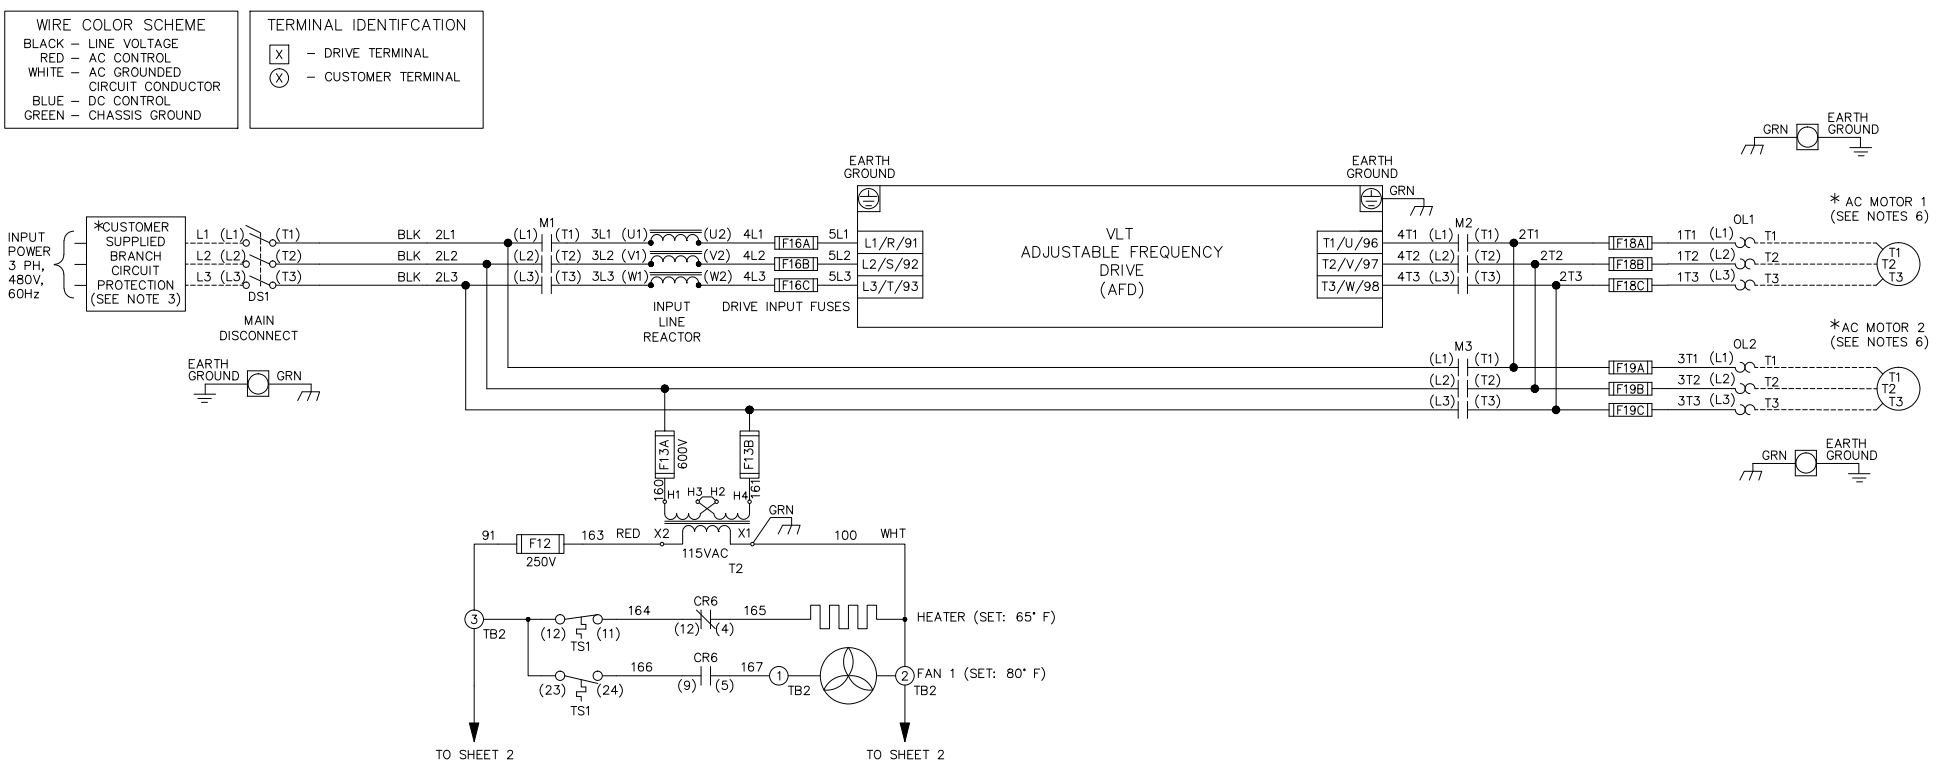 WIRE COLOR SCHEME
BLACK – LINE VOLTAGE
RED – AC CONTROL
WHITE – AC GROUNDED
CIRCUIT CONDUCTOR
BLUE – DC CONTROL
GREEN – CHASSIS GROUND
TERMINAL IDENTIFCATION
X – DRIVE TERMINAL
X – CUSTOMER TERMINAL
INPUT
POWER
3 PH,
480V,
60Hz
*CUSTOMER
SUPPLIED
BRANCH
CIRCUIT
PROTECTION
(SEE NOTE 3)
L1 (L1) (T1) BLK 2L1 (L1) M1 (T1) 3L1 (U1) (U2) 4L1 F16A 5L1 L1/R/91
L2 (L2) (T2) BLK 2L2 (L2) (T2) 3L2 (V1) (V2) 4L2 F16B 5L2 L2/S/92
L3 (L3) (T3) BLK 2L3 (L3) (T3) 3L3 (W1) (W2) 4L3 F16C 5L3 L3/T/93
DS1
MAIN
DISCONNECT
INPUT
LINE
REACTOR
DRIVE INPUT FUSES
EARTH
GROUND
GRN
EARTH
GROUND
VLT
ADJUSTABLE FREQUENCY
DRIVE
(AFD)
EARTH
GROUND
GRN
T1/U/96 4T1 (L1) M2 (T1) 2T1 F18A 1T1 (L1) OL1 T1
T2/V/97 4T2 (L2) (T2) 2T2 F18B 1T2 (L2) T2
T3/W/98 4T3 (L3) (T3) 2T3 F18C 1T3 (L3) T3
GRN
EARTH
GROUND
* AC MOTOR 1
(SEE NOTES 6)
T1
T2
T3
(L1) M3 (T1) F19A 3T1 (L1) OL2 T1
(L2) (T2) F19B 3T2 (L2) T2
(L3) (T3) F19C 3T3 (L3) T3
*AC MOTOR 2
(SEE NOTES 6)
T1
T2
T3
GRN
EARTH
GROUND
F13A
600V
F13B
160
161
H1 H3 H2 H4
GRN
91 F12 163 RED X2 X1 100 WHT
250V
115VAC
T2
3 TB2
(12) (11) 164 CR6 165
TS1
(12) (4)
HEATER (SET: 65° F)
(23) (24) 166 CR6 167 1 TB2
TS1
(9) (5)
2 TB2
FAN 1 (SET: 80° F)
TO SHEET 2
TO SHEET 2